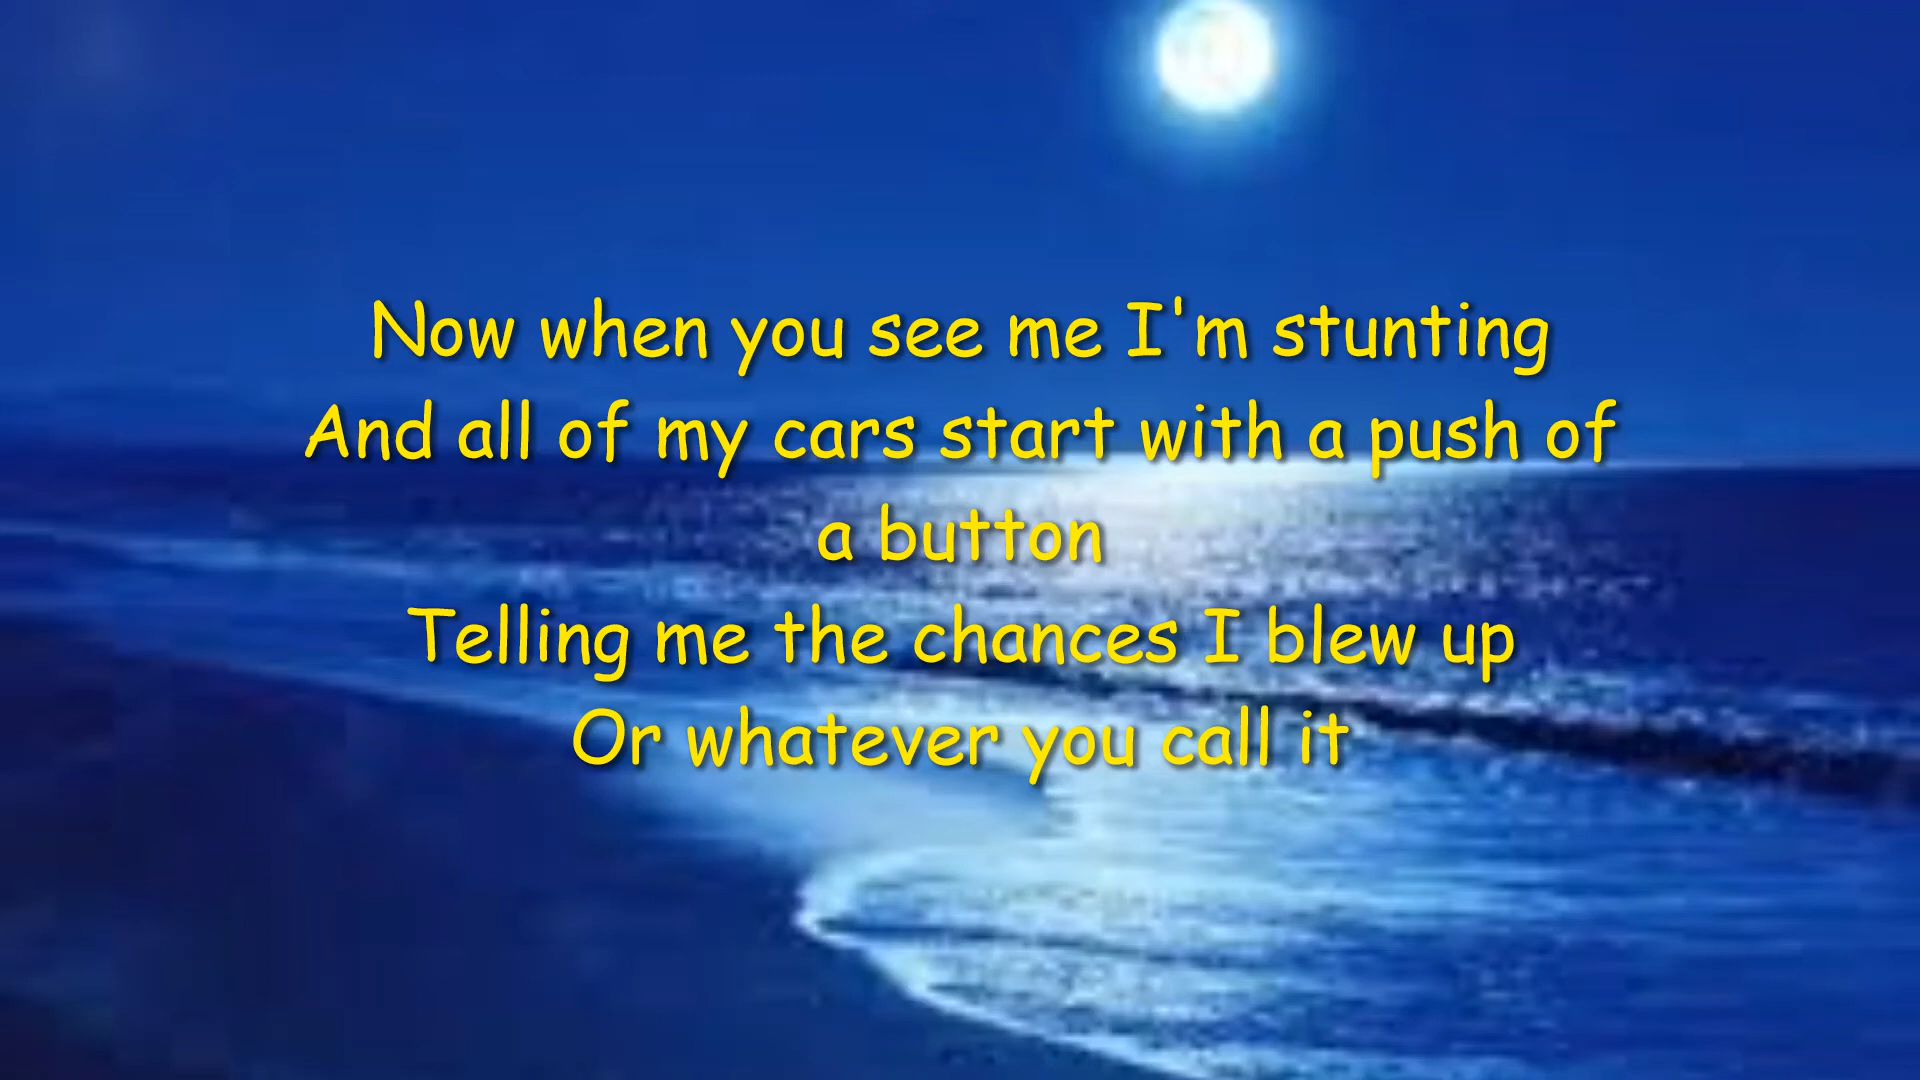 Now when you see me I'm stunting
And all of my cars start with a push of
a button
Telling me the chances I blew up
Or whatever you call it